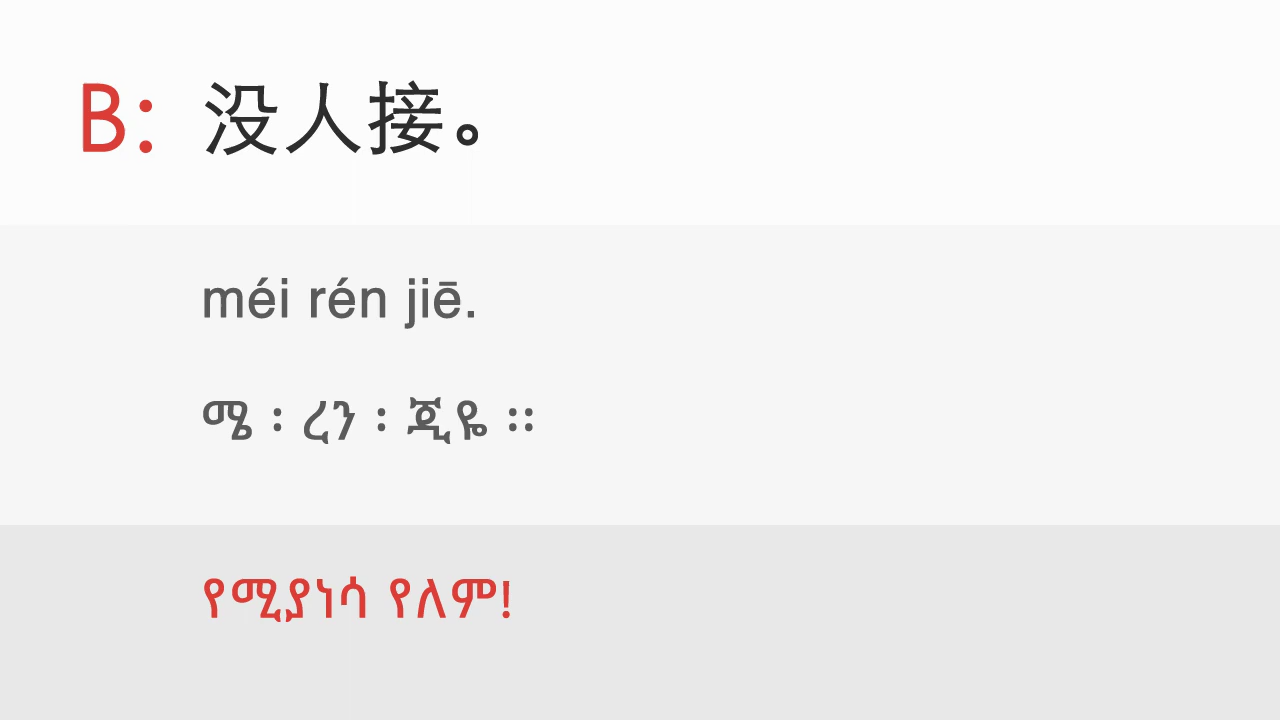 B: 没人接。
méi rén jiē.
ሜ ፡ ረን ፡ ጂዬ ፡፡
የሚያነሳ የለም!